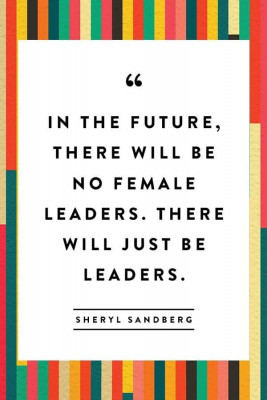 “
IN THE FUTURE,
THERE WILL BE
NO FEMALE
LEADERS. THERE
WILL JUST BE
LEADERS.
SHERYL SANDBERG